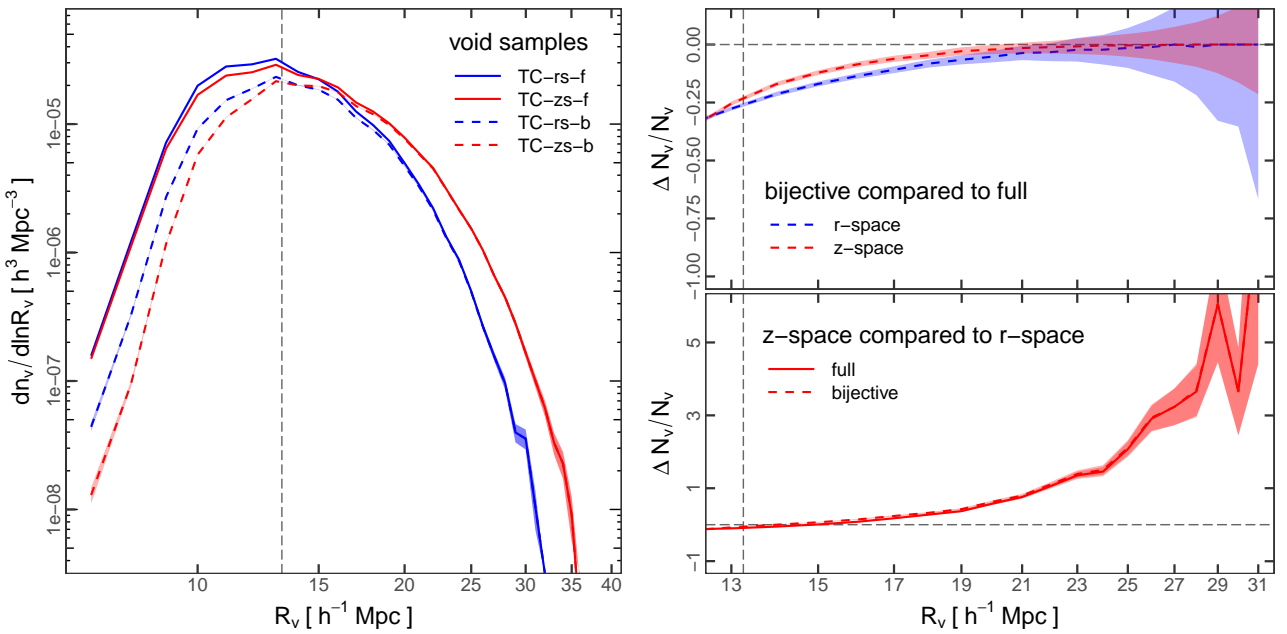 void samples
TC−rs−f
TC−zs−f
TC−rs−b
TC−zs−b
dn_v/dlnR_v [ h³ Mpc⁻³ ]
1e−05
1e−06
1e−07
1e−08
10 15 20 25 30 35 40
R_v [ h⁻¹ Mpc ]
Δ N_v/N_v
0.00
−0.25
−0.50
−0.75
−1.00
bijective compared to full
r−space
z−space
Δ N_v/N_v
5
3
1
−1
z−space compared to r−space
full
bijective
13 15 17 19 21 23 25 27 29 31
R_v [ h⁻¹ Mpc ]